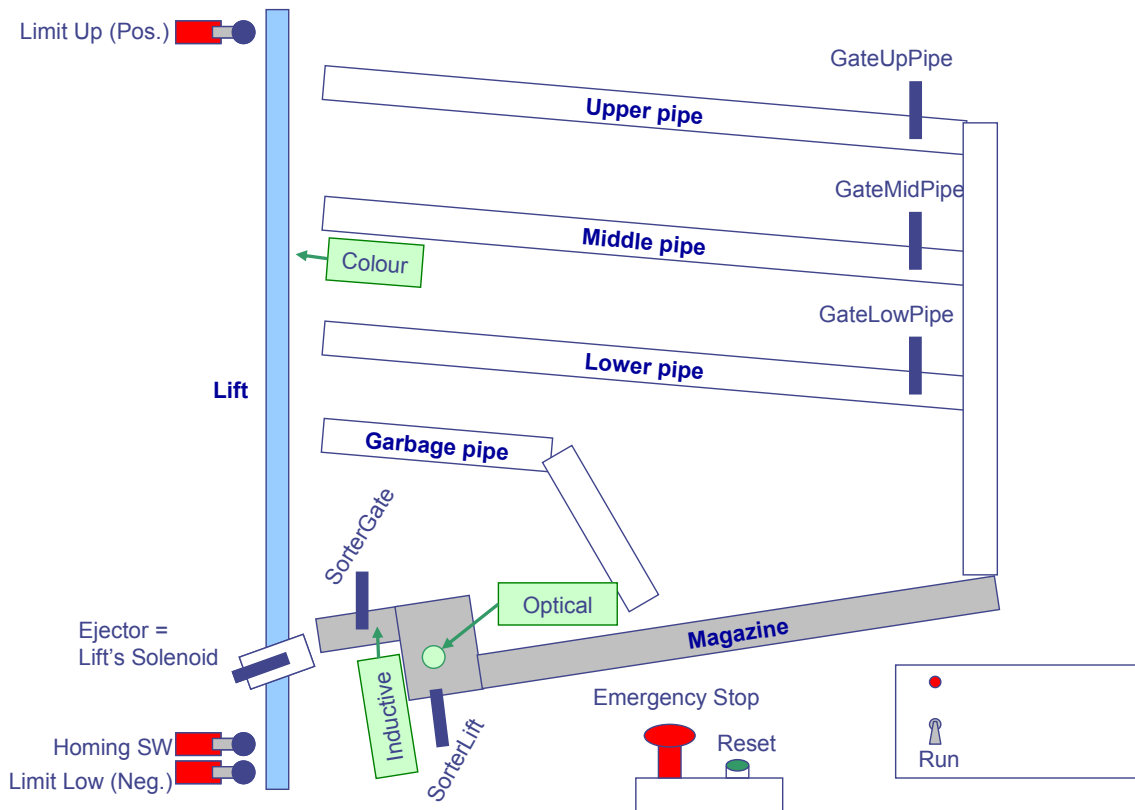 Limit Up (Pos.)
GateUpPipe
Upper pipe
GateMidPipe
Middle pipe
Colour
GateLowPipe
Lower pipe
Lift
Garbage pipe
SorterGate
Optical
Ejector =
Lift's Solenoid
Magazine
Inductive
SorterLift
Emergency Stop
Reset
Homing SW
Limit Low (Neg.)
Run